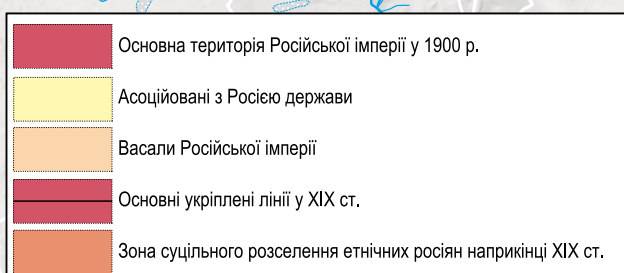 Основна територія Російської імперії у 1900 р.
Асоційовані з Росією держави
Васали Російської імперії
Основні укріплені лінії у XIX ст.
Зона суцільного розселення етнічних росіян наприкінці XIX ст.